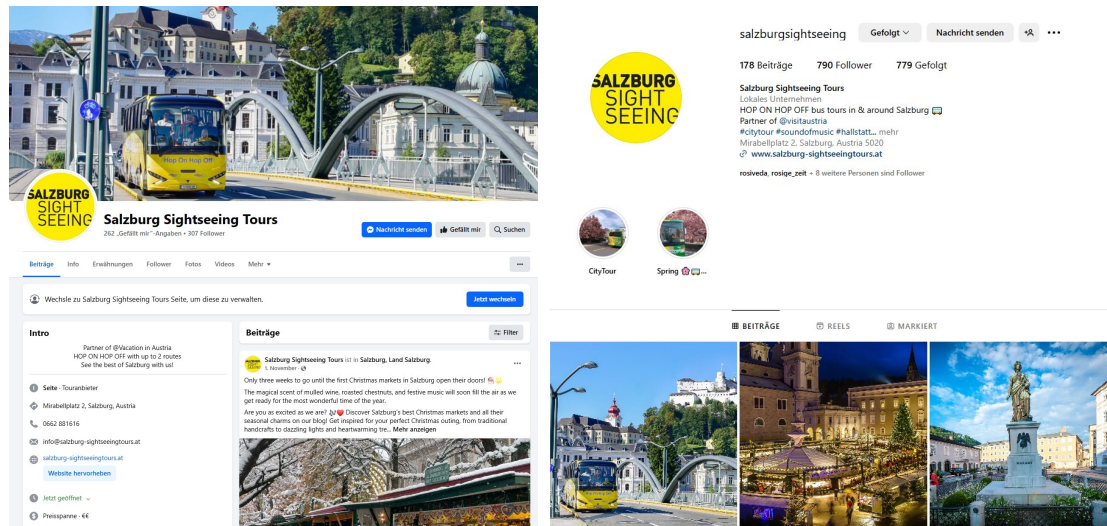 Hop On Hop Off
SALZBURG
SIGHT
SEEING
Salzburg Sightseeing Tours
262 „Gefällt mir“-Angaben • 307 Follower
Nachricht senden
Gefällt mir
Suchen
Beiträge Info Erwähnungen Follower Fotos Videos Mehr
Wechsle zu Salzburg Sightseeing Tours Seite, um diese zu verwalten.
Jetzt wechseln
Intro
Partner of @Vacation in Austria
HOP ON HOP OFF with up to 2 routes
See the best of Salzburg with us!
Seite · Touranbieter
Mirabellplatz 2, Salzburg, Austria
0662 881616
info@salzburg-sightseeingtours.at
salzburg-sightseeingtours.at
Website hervorheben
Jetzt geöffnet
Preisspanne · €€
Beiträge
Filter
Salzburg Sightseeing Tours ist in Salzburg, Land Salzburg.
1. November ·
Only three weeks to go until the first Christmas markets in Salzburg open their doors!
The magical scent of mulled wine, roasted chestnuts, and festive music will soon fill the air as we
get ready for the most wonderful time of the year.
Are you as excited as we are? Discover Salzburg's best Christmas markets and all their
seasonal charms on our blog! Get inspired for your perfect Christmas outing, from traditional
handcrafts to dazzling lights and heartwarming tre... Mehr anzeigen
salzburgsightseeing
Gefolgt
Nachricht senden
178 Beiträge 790 Follower 779 Gefolgt
SALZBURG
SIGHT
SEEING
Salzburg Sightseeing Tours
Lokales Unternehmen
HOP ON HOP OFF bus tours in & around Salzburg
Partner of @visitaustria
#citytour #soundofmusic #hallstatt... mehr
Mirabellplatz 2, Salzburg, Austria 5020
www.salzburg-sightseeingtours.at
rosiveda, rosige_zeit + 8 weitere Personen sind Follower
CityTour
Spring
BEITRÄGE
REELS
MARKIERT